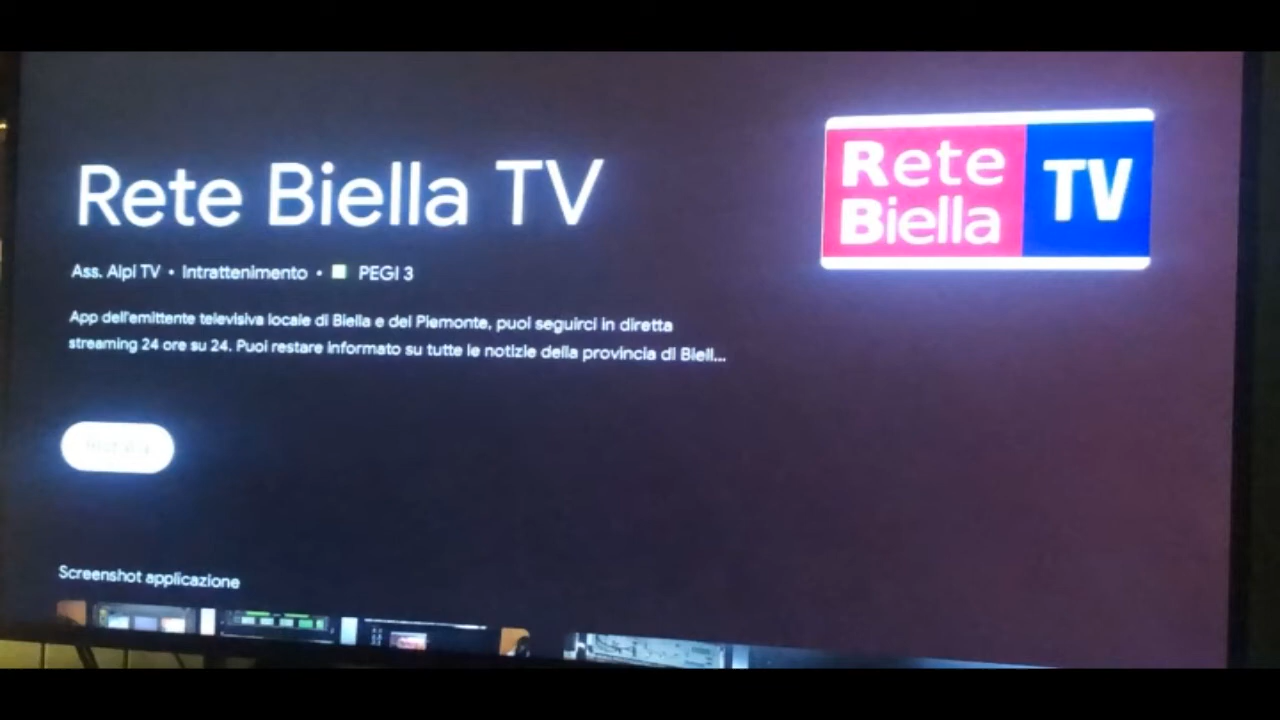 Rete Biella TV
Rete
Biella
TV
Ass. Alpi TV • Intrattenimento • PEGI 3
App dell'emittente televisiva locale di Biella e del Piemonte, puoi seguirci in diretta
streaming 24 ore su 24. Puoi restare informato su tutte le notizie della provincia di Biell...
Screenshot applicazione